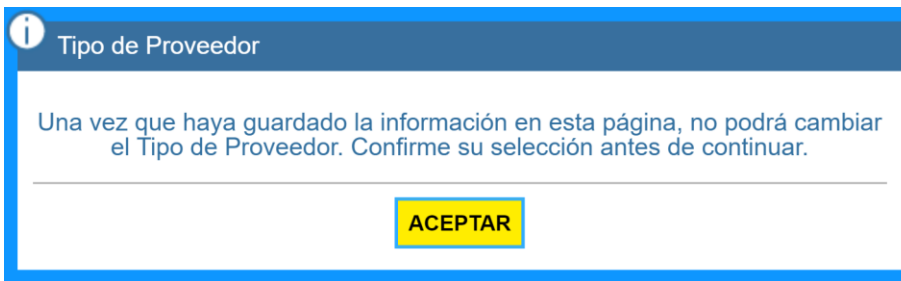 i
Tipo de Proveedor
Una vez que haya guardado la información en esta página, no podrá cambiar
el Tipo de Proveedor. Confirme su selección antes de continuar.
ACEPTAR